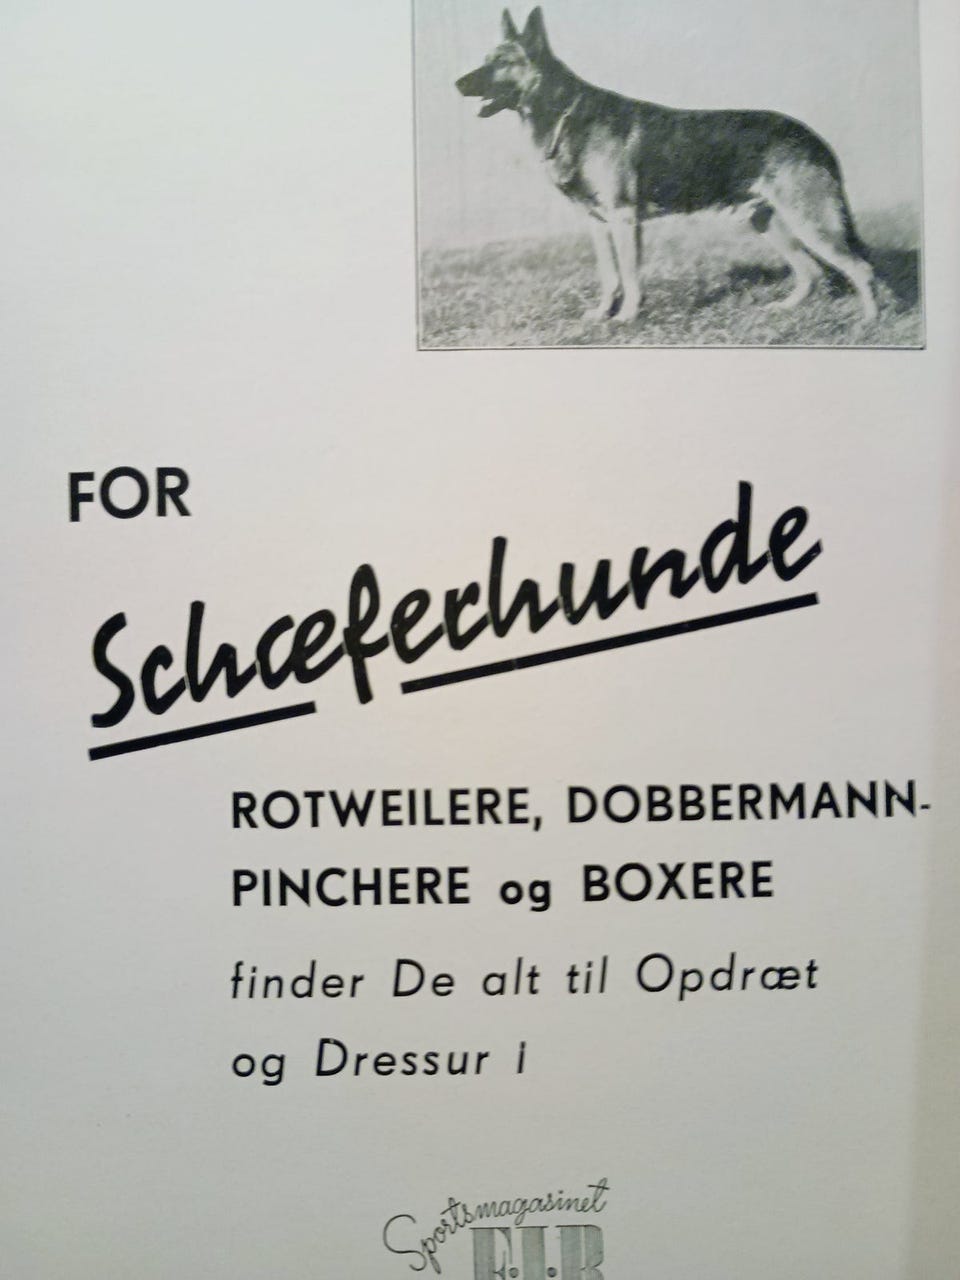 FOR
Schæferhunde
ROTWEILERE, DOBBERMANN-
PINCHERE og BOXERE
finder De alt til Opdræt
og Dressur i
Sportsmagasinet